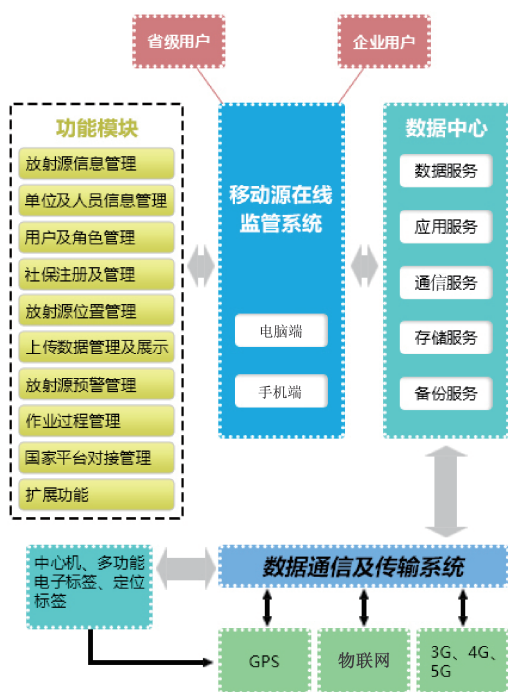 省级用户
企业用户
功能模块
放射源信息管理
单位及人员信息管理
用户及角色管理
社保注册及管理
放射源位置管理
上传数据管理及展示
放射源预警管理
作业过程管理
国家平台对接管理
扩展功能
移动源在线
监管系统
电脑端
手机端
数据中心
数据服务
应用服务
通信服务
存储服务
备份服务
中心机、多功能
电子标签、定位
标签
数据通信及传输系统
GPS
物联网
3G、4G、
5G